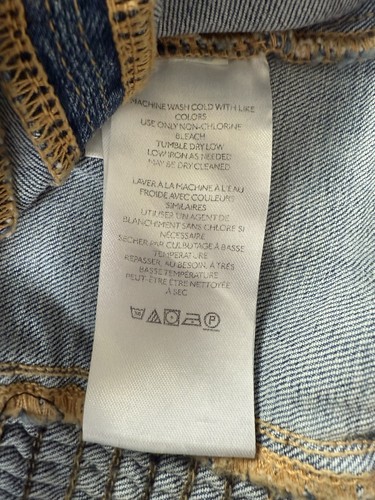 MACHINE WASH COLD WITH LIKE
COLORS
USE ONLY NON-CHLORINE
BLEACH
TUMBLE DRY LOW
LOW IRON AS NEEDED
MAY BE DRY CLEANED
LAVER A LA MACHINE À L'EAU
FROIDE AVEC COULEURS
SIMILAIRES
UTILISER UN AGENT DE
BLANCHIMENT SANS CHLORE SI
NÉCESSAIRE
SÉCHER PAR CULBUTAGE À BASSE
TEMPÉRATURE
REPASSER, AU BESOIN, À TRÈS
BASSE TEMPÉRATURE
PEUT-ÊTRE ÊTRE NETTOYÉE
À SEC
P